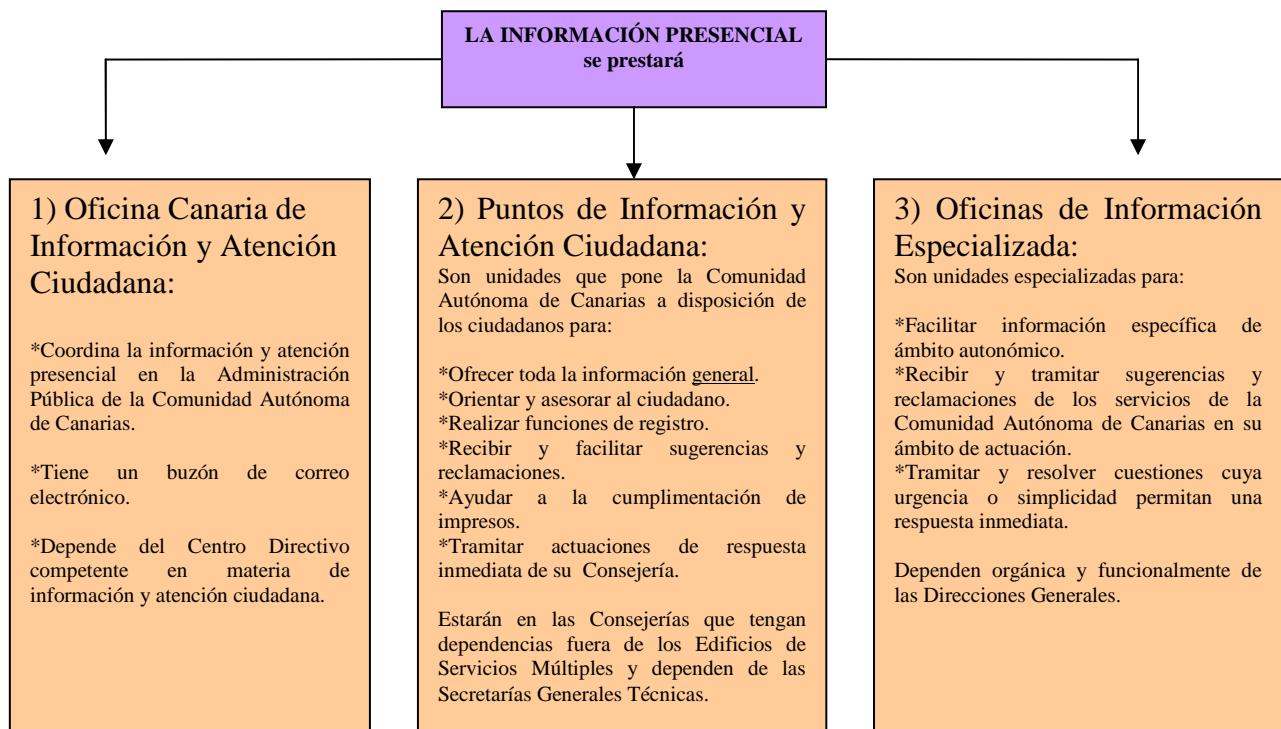 LA INFORMACIÓN PRESENCIAL
se prestará
1) Oficina Canaria de
Información y Atención
Ciudadana:
*Coordina la información y atención
presencial en la Administración
Pública de la Comunidad Autónoma
de Canarias.
*Tiene un buzón de correo
electrónico.
*Depende del Centro Directivo
competente en materia de
información y atención ciudadana.
2) Puntos de Información y
Atención Ciudadana:
Son unidades que pone la Comunidad
Autónoma de Canarias a disposición de
los ciudadanos para:
*Ofrecer toda la información general.
*Orientar y asesorar al ciudadano.
*Realizar funciones de registro.
*Recibir y facilitar sugerencias y
reclamaciones.
*Ayudar a la cumplimentación de
impresos.
*Tramitar actuaciones de respuesta
inmediata de su Consejería.
Estarán en las Consejerías que tengan
dependencias fuera de los Edificios de
Servicios Múltiples y dependen de las
Secretarías Generales Técnicas.
3) Oficinas de Información
Especializada:
Son unidades especializadas para:
*Facilitar información específica de
ámbito autonómico.
*Recibir y tramitar sugerencias y
reclamaciones de los servicios de la
Comunidad Autónoma de Canarias en su
ámbito de actuación.
*Tramitar y resolver cuestiones cuya
urgencia o simplicidad permitan una
respuesta inmediata.
Dependen orgánica y funcionalmente de
las Direcciones Generales.